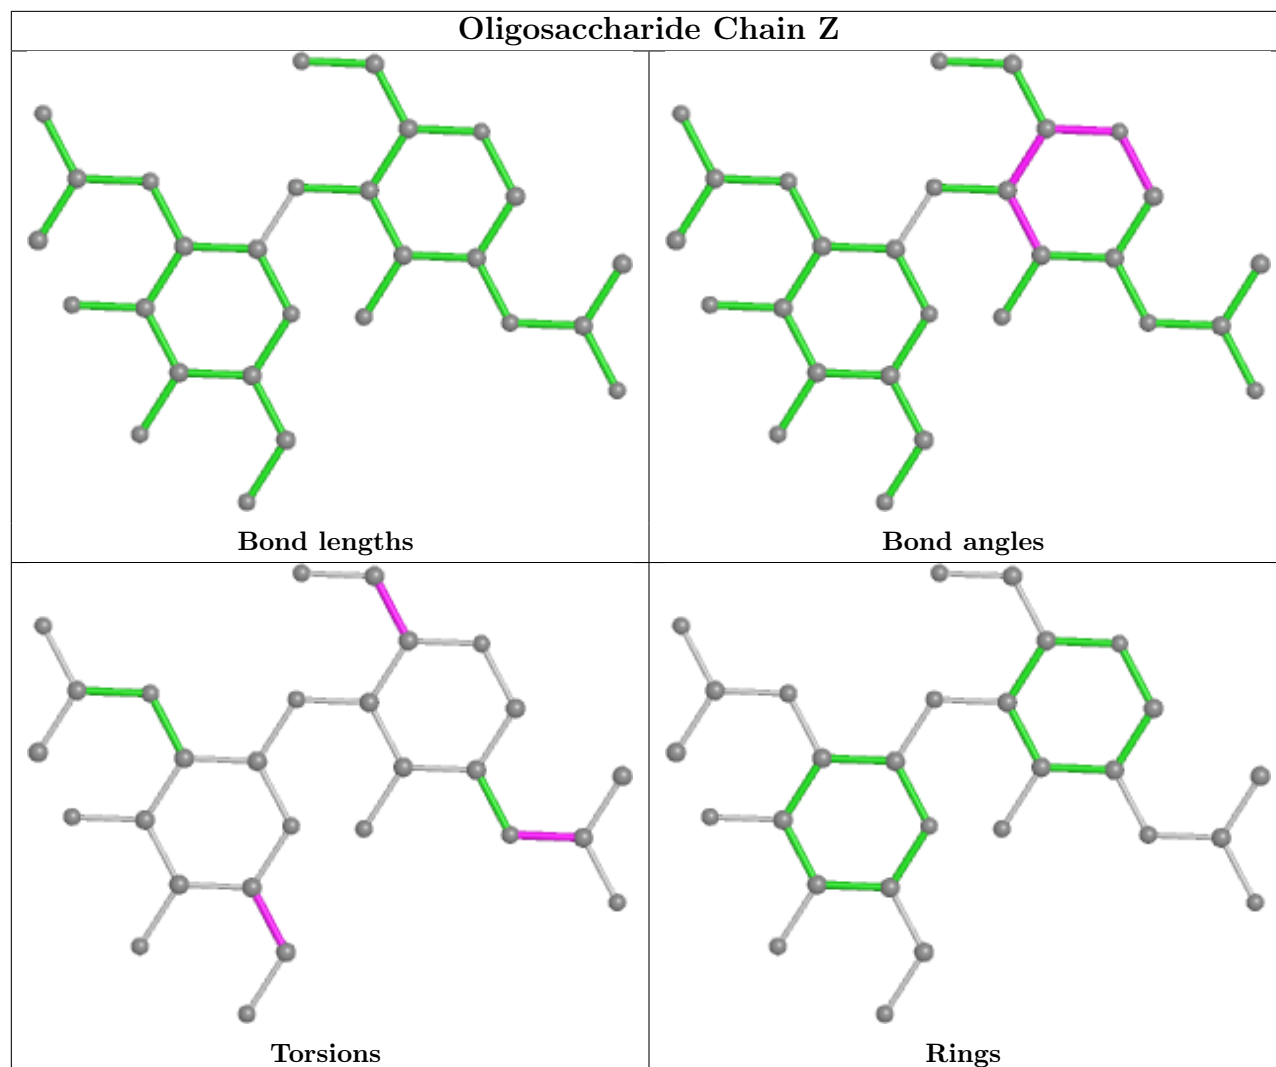 Oligosaccharide Chain Z
Bond lengths
Bond angles
Torsions
Rings